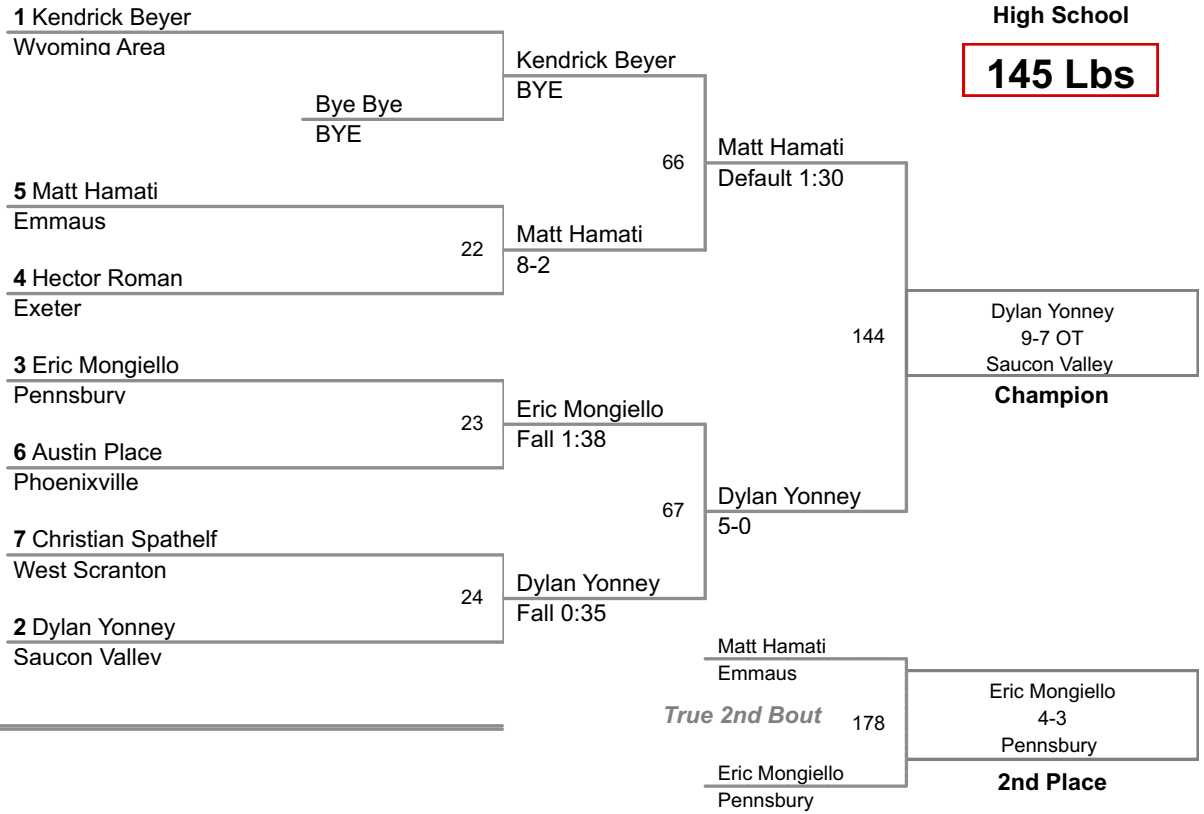 High School
145 Lbs
1 Kendrick Beyer
Wyoming Area
Bye Bye
BYE
5 Matt Hamati
Emmaus
4 Hector Roman
Exeter
3 Eric Mongiello
Pennsbury
6 Austin Place
Phoenixville
7 Christian Spathelf
West Scranton
2 Dylan Yonney
Saucon Valley
22
23
24
Kendrick Beyer
BYE
Matt Hamati
8-2
Eric Mongiello
Fall 1:38
Dylan Yonney
Fall 0:35
66
67
Matt Hamati
Default 1:30
Dylan Yonney
5-0
144
Dylan Yonney
9-7 OT
Saucon Valley
Champion
Matt Hamati
Emmaus
True 2nd Bout
178
Eric Mongiello
Pennsbury
Eric Mongiello
4-3
Pennsbury
2nd Place